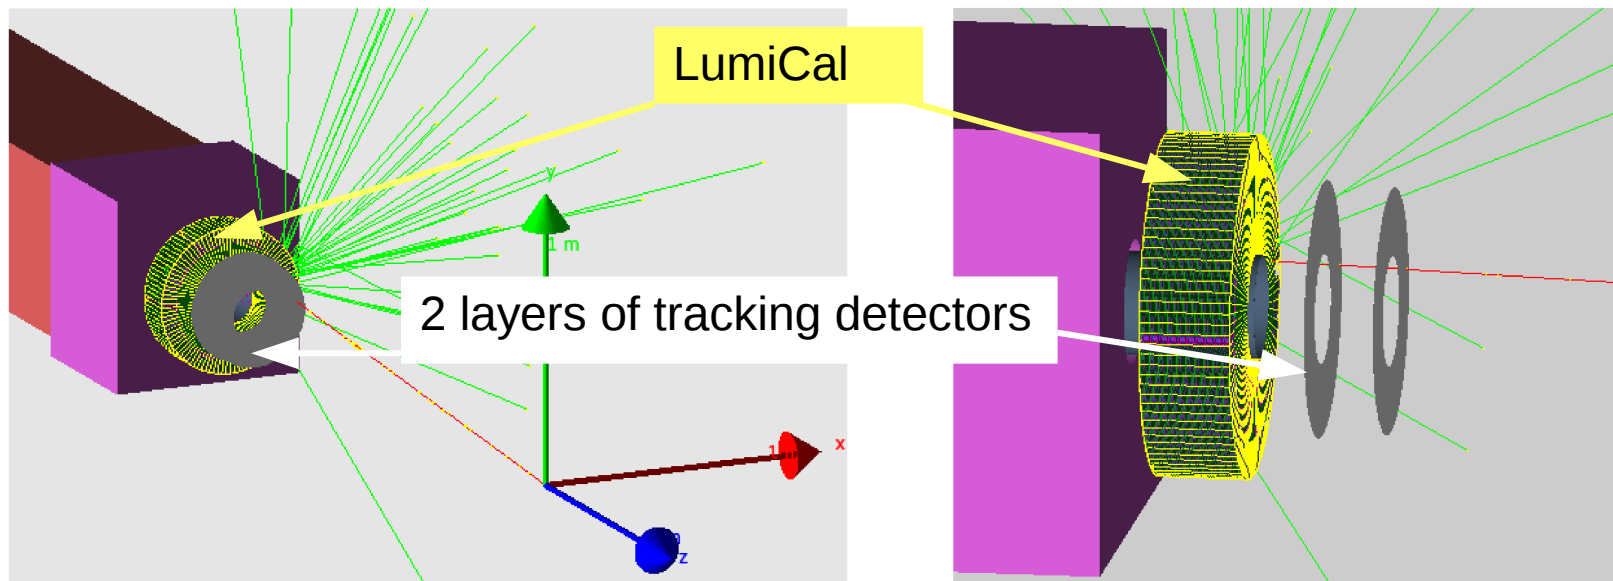 LumiCal
y
1 m
2 layers of tracking detectors
x
z